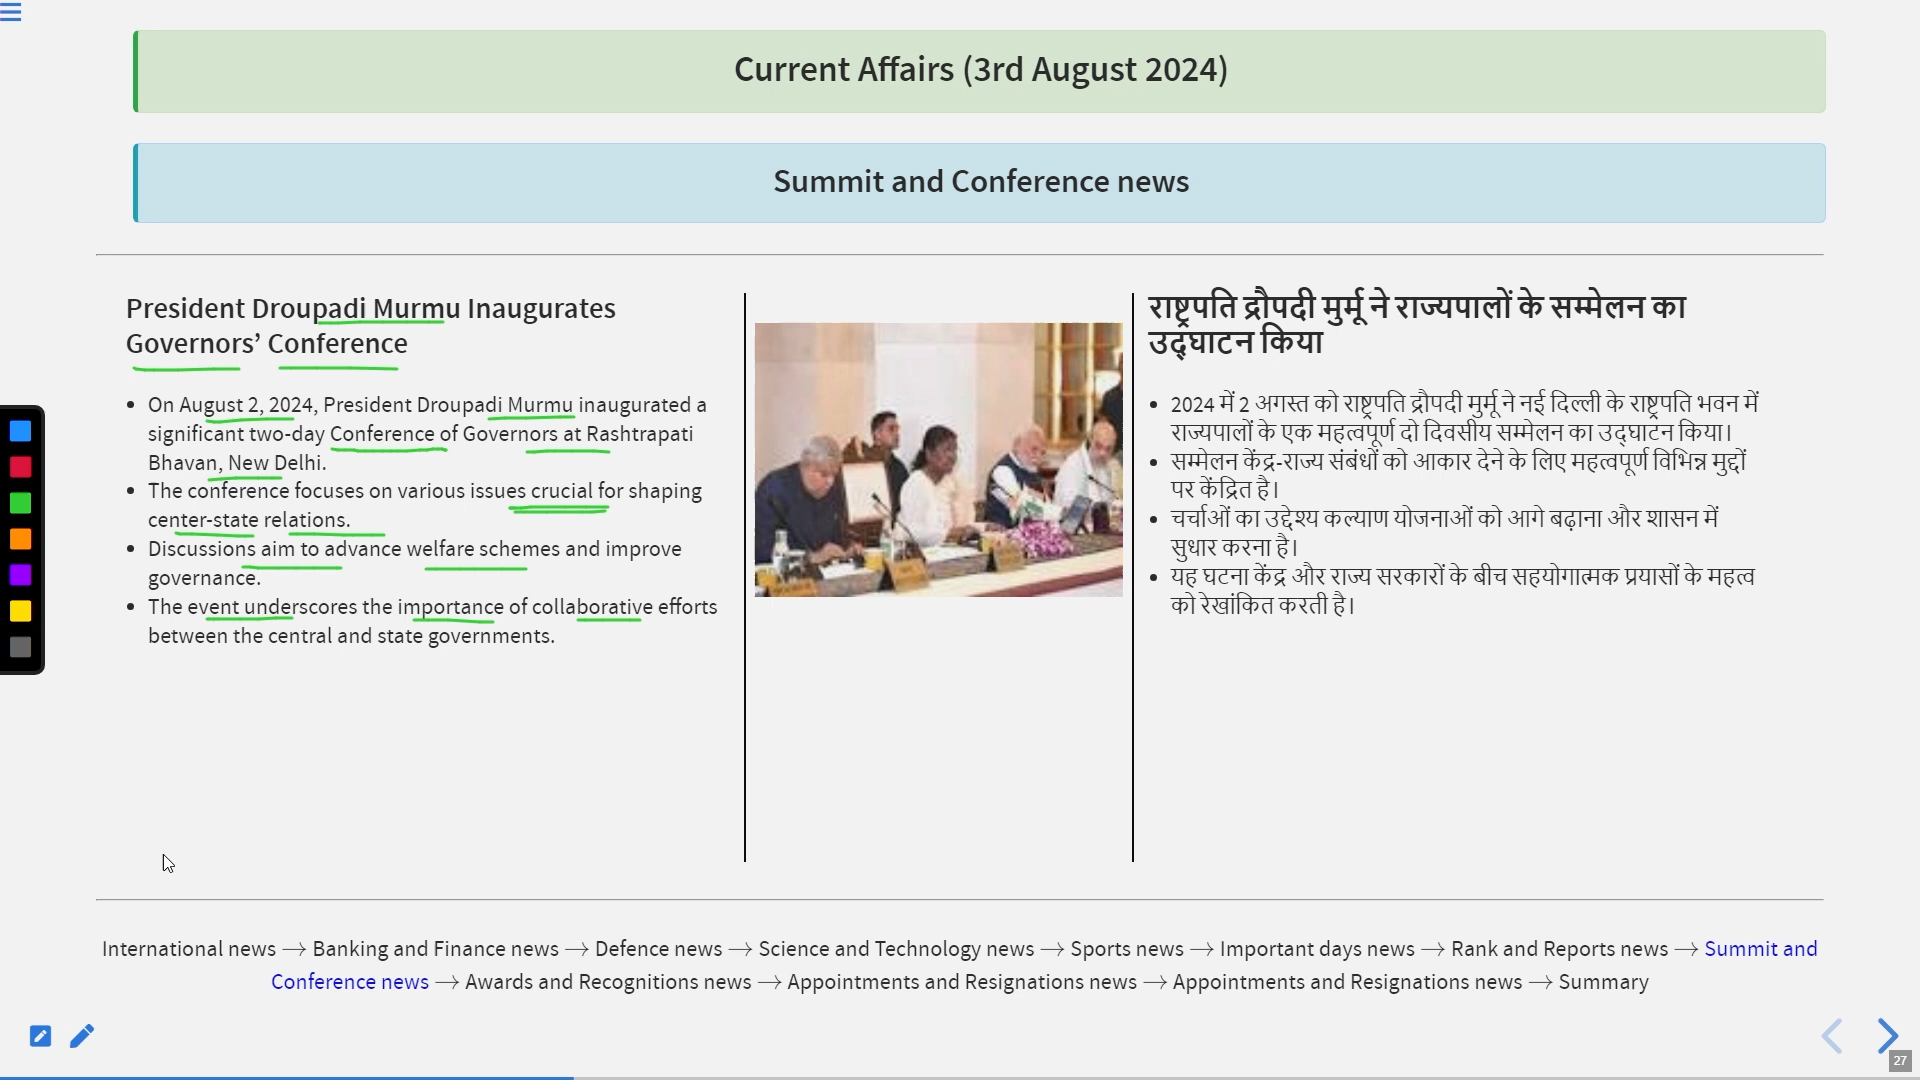 Current Affairs (3rd August 2024)
Summit and Conference news
President Droupadi Murmu Inaugurates
Governors’ Conference
• On August 2, 2024, President Droupadi Murmu inaugurated a
significant two-day Conference of Governors at Rashtrapati
Bhavan, New Delhi.
• The conference focuses on various issues crucial for shaping
center-state relations.
• Discussions aim to advance welfare schemes and improve
governance.
• The event underscores the importance of collaborative efforts
between the central and state governments.
राष्ट्रपति द्रौपदी मुर्मू ने राज्यपालों के सम्मेलन का
उद्घाटन किया
• 2024 में 2 अगस्त को राष्ट्रपति द्रौपदी मुर्मू ने नई दिल्ली के राष्ट्रपति भवन में
राज्यपालों के एक महत्वपूर्ण दो दिवसीय सम्मेलन का उद्घाटन किया।
• सम्मेलन केंद्र-राज्य संबंधों को आकार देने के लिए महत्वपूर्ण विभिन्न मुद्दों
पर केंद्रित है।
• चर्चाओं का उद्देश्य कल्याण योजनाओं को आगे बढ़ाना और शासन में
सुधार करना है।
• यह घटना केंद्र और राज्य सरकारों के बीच सहयोगात्मक प्रयासों के महत्व
को रेखांकित करती है।
International news → Banking and Finance news → Defence news → Science and Technology news → Sports news → Important days news → Rank and Reports news → Summit and
Conference news → Awards and Recognitions news → Appointments and Resignations news → Appointments and Resignations news → Summary
27